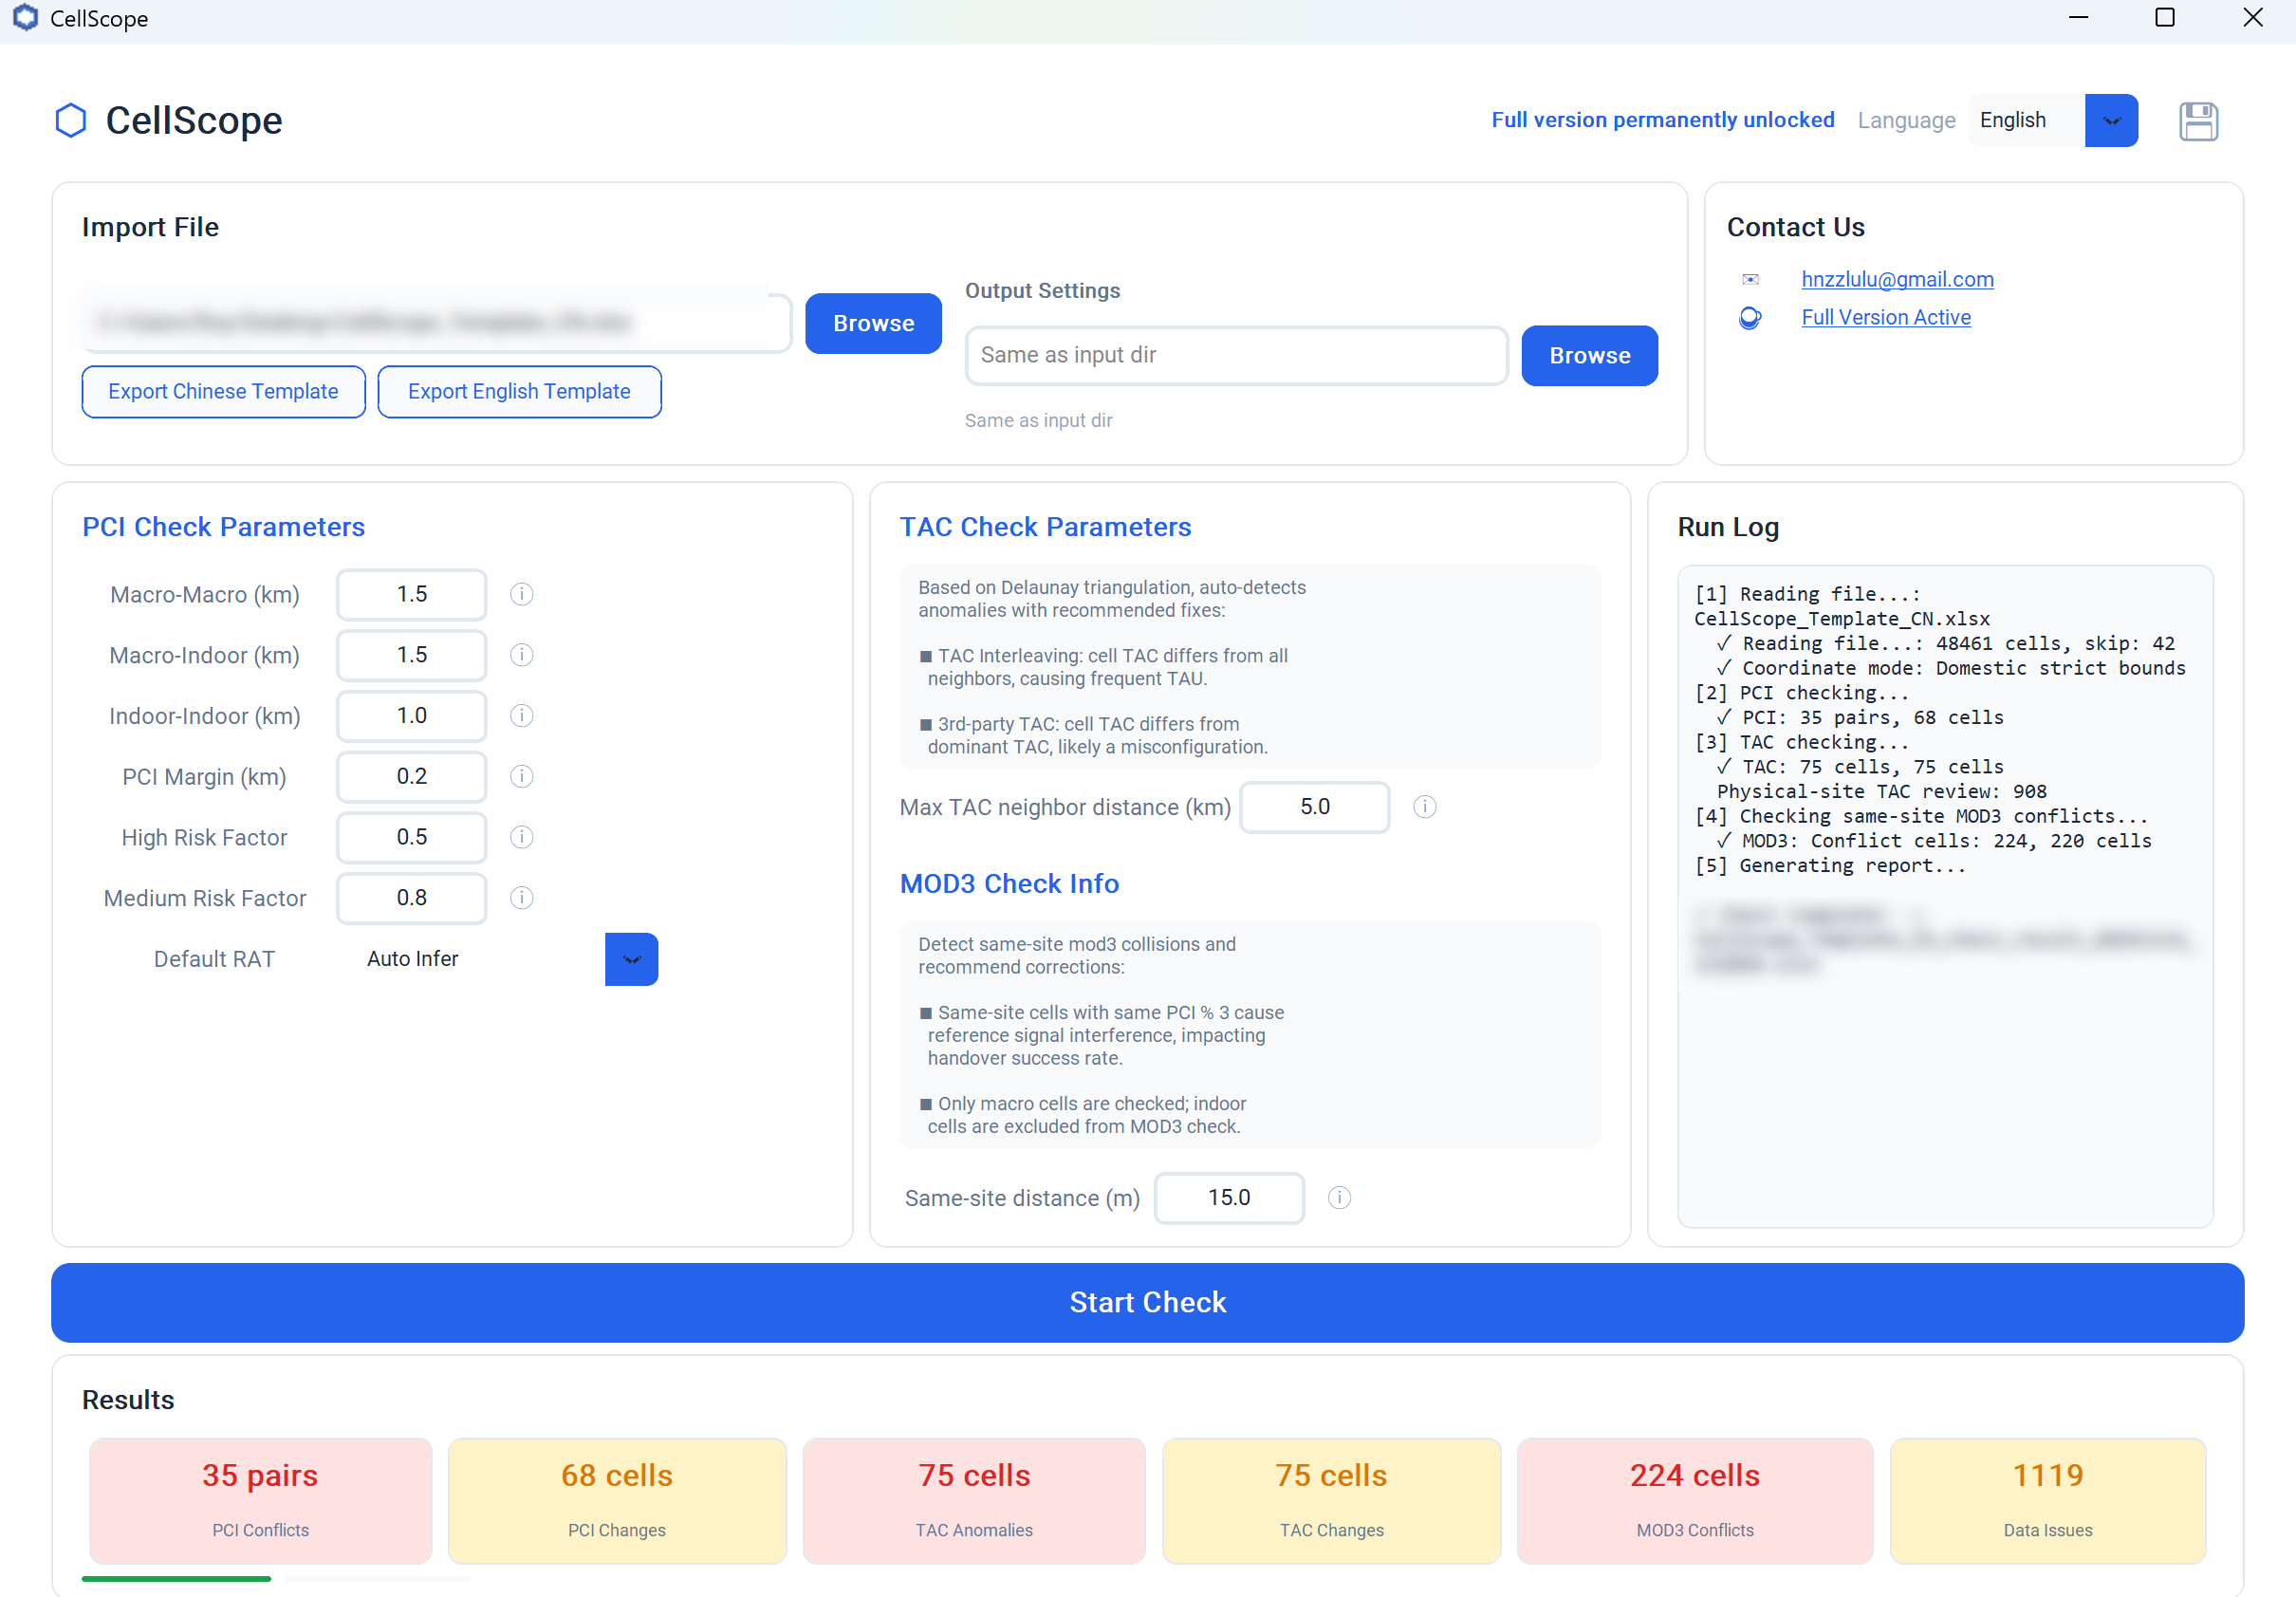 CellScope
CellScope
Full version permanently unlocked
Language
English
Import File
Browse
Export Chinese Template
Export English Template
Output Settings
Same as input dir
Browse
Same as input dir
Contact Us
hnzzlulu@gmail.com
Full Version Active
PCI Check Parameters
Macro-Macro (km) 1.5
Macro-Indoor (km) 1.5
Indoor-Indoor (km) 1.0
PCI Margin (km) 0.2
High Risk Factor 0.5
Medium Risk Factor 0.8
Default RAT Auto Infer
TAC Check Parameters
Based on Delaunay triangulation, auto-detects
anomalies with recommended fixes:
■ TAC Interleaving: cell TAC differs from all
neighbors, causing frequent TAU.
■ 3rd-party TAC: cell TAC differs from
dominant TAC, likely a misconfiguration.
Max TAC neighbor distance (km) 5.0
MOD3 Check Info
Detect same-site mod3 collisions and
recommend corrections:
■ Same-site cells with same PCI % 3 cause
reference signal interference, impacting
handover success rate.
■ Only macro cells are checked; indoor
cells are excluded from MOD3 check.
Same-site distance (m) 15.0
Run Log
[1] Reading file...:
CellScope_Template_CN.xlsx
✓ Reading file...: 48461 cells, skip: 42
✓ Coordinate mode: Domestic strict bounds
[2] PCI checking...
✓ PCI: 35 pairs, 68 cells
[3] TAC checking...
✓ TAC: 75 cells, 75 cells
Physical-site TAC review: 908
[4] Checking same-site MOD3 conflicts...
✓ MOD3: Conflict cells: 224, 220 cells
[5] Generating report...
Start Check
Results
35 pairs
PCI Conflicts
68 cells
PCI Changes
75 cells
TAC Anomalies
75 cells
TAC Changes
224 cells
MOD3 Conflicts
1119
Data Issues